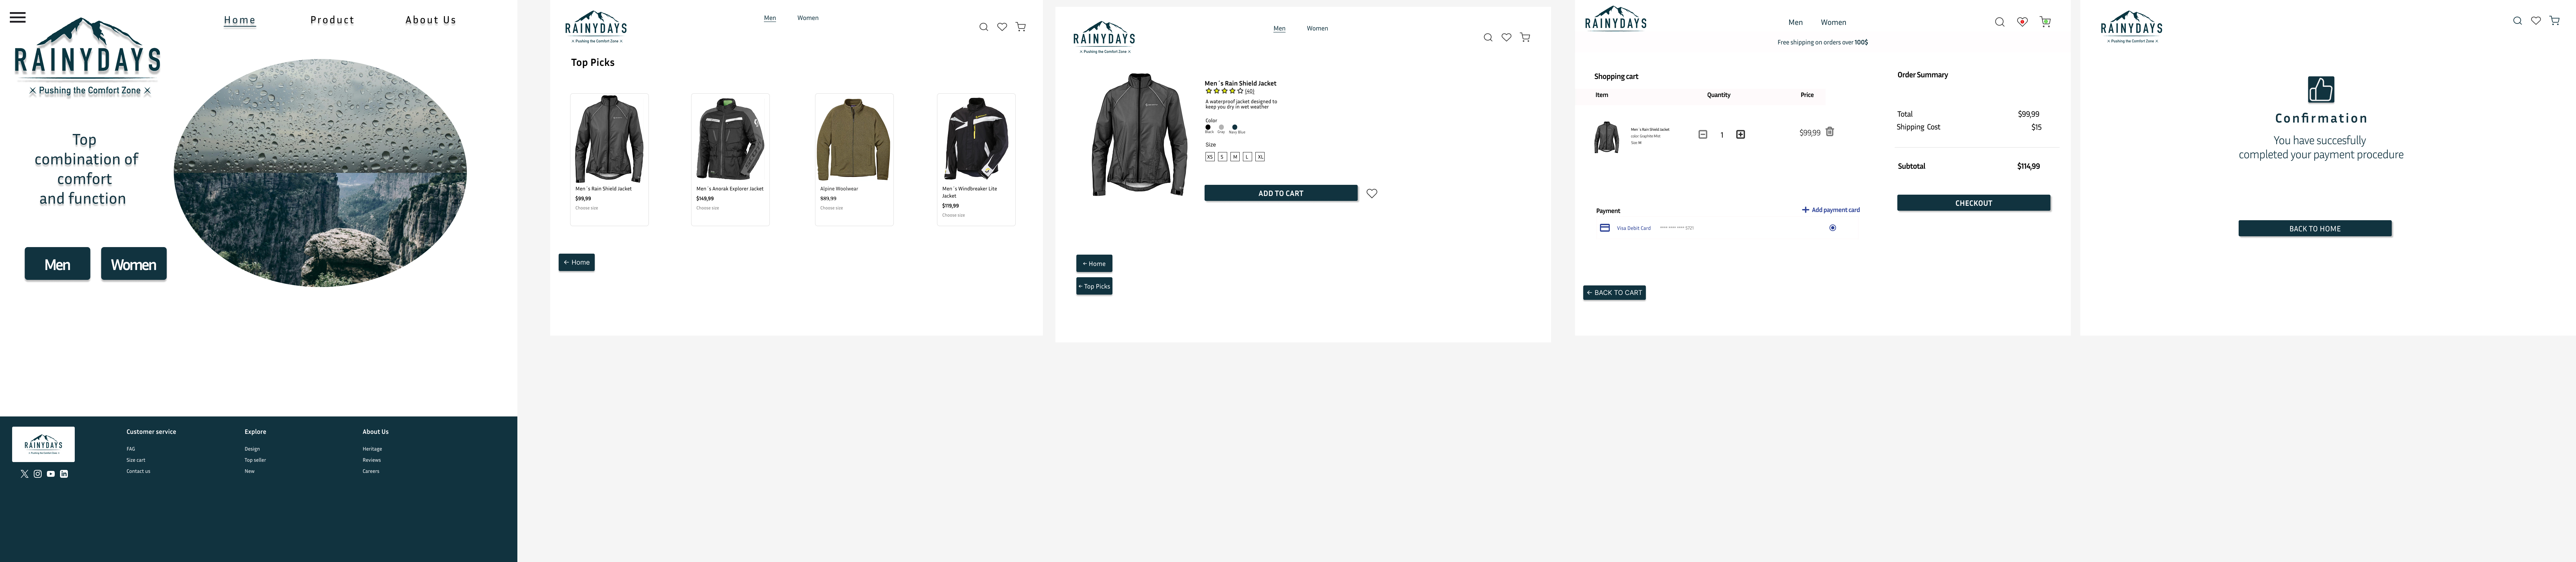 Home
Product
About Us
RAINYDAYS
× Pushing the Comfort Zone ×
Top
combination of
comfort
and function
Men
Women
RAINYDAYS
Customer service
FAG
Size cart
Contact us
Explore
Design
Top seller
New
About Us
Heritage
Reviews
Careers
RAINYDAYS
× Pushing the Comfort Zone ×
Men
Women
Top Picks
Men´s Rain Shield Jacket
$99,99
Choose size
Men´s Anorak Explorer Jacket
$149,99
Choose size
Alpine Woolwear
$89,99
Choose size
Men´s Windbreaker Lite
Jacket
$119,99
Choose size
← Home
RAINYDAYS
× Pushing the Comfort Zone ×
Men
Women
Men´s Rain Shield Jacket
(40)
A waterproof jacket designed to
keep you dry in wet weather
Color
Black
Gray
Navy Blue
Size
XS
S
M
L
XL
ADD TO CART
← Home
← Top Picks
RAINYDAYS
Men
Women
Free shipping on orders over 100$
Shopping cart
Item
Quantity
Price
Men´s Rain Shield Jacket
color Graphite Mist
Size M
1
$99,99
Payment
+ Add payment card
Visa Debit Card
← BACK TO CART
Order Summary
Total
$99,99
Shipping Cost
$15
Subtotal
$114,99
CHECKOUT
RAINYDAYS
× Pushing the Comfort Zone ×
Confirmation
You have succesfully
completed your payment procedure
BACK TO HOME